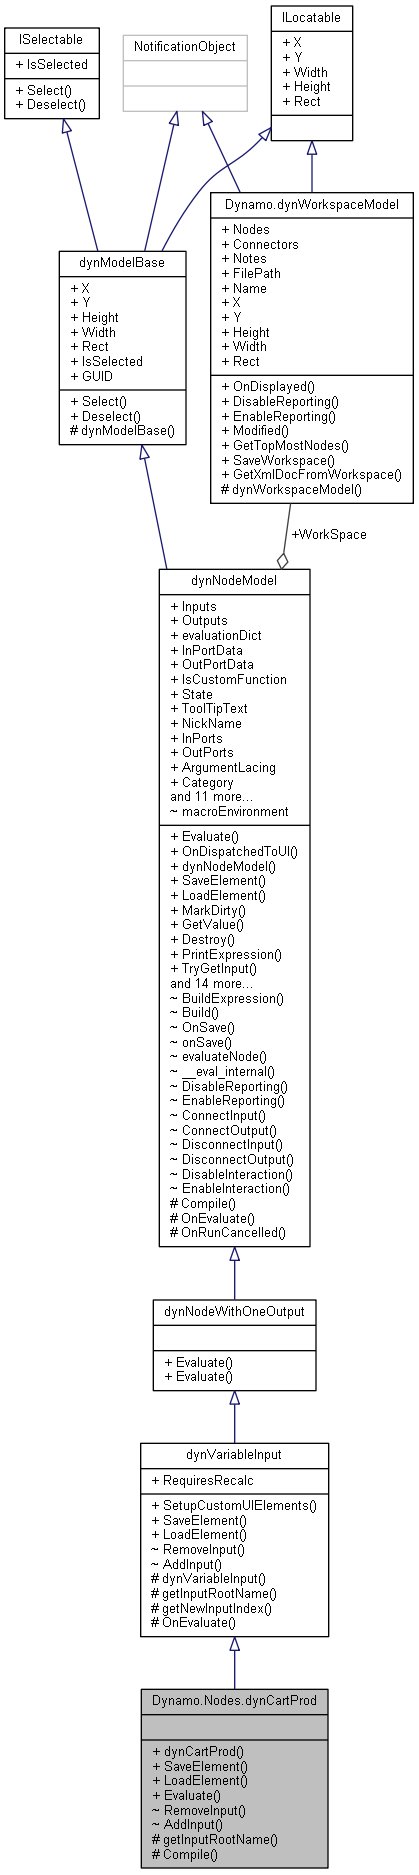 ISelectable
+ IsSelected
+ Select()
+ Deselect()
NotificationObject
ILocatable
+ X
+ Y
+ Width
+ Height
+ Rect
dynModelBase
+ X
+ Y
+ Height
+ Width
+ Rect
+ IsSelected
+ GUID
+ Select()
+ Deselect()
# dynModelBase()
Dynamo.dynWorkspaceModel
+ Nodes
+ Connectors
+ Notes
+ FilePath
+ Name
+ X
+ Y
+ Height
+ Width
+ Rect
+ OnDisplayed()
+ DisableReporting()
+ EnableReporting()
+ Modified()
+ GetTopMostNodes()
+ SaveWorkspace()
+ GetXmlDocFromWorkspace()
# dynWorkspaceModel()
+WorkSpace
dynNodeModel
+ Inputs
+ Outputs
+ evaluationDict
+ InPortData
+ OutPortData
+ IsCustomFunction
+ State
+ ToolTipText
+ NickName
+ InPorts
+ OutPorts
+ ArgumentLacing
+ Category
and 11 more...
~ macroEnvironment
+ Evaluate()
+ OnDispatchedToUI()
+ dynNodeModel()
+ SaveElement()
+ LoadElement()
+ MarkDirty()
+ GetValue()
+ Destroy()
+ PrintExpression()
+ TryGetInput()
and 14 more...
~ BuildExpression()
~ Build()
~ OnSave()
~ onSave()
~ evaluateNode()
~ __eval_internal()
~ DisableReporting()
~ EnableReporting()
~ ConnectInput()
~ ConnectOutput()
~ DisconnectInput()
~ DisconnectOutput()
~ DisableInteraction()
~ EnableInteraction()
# Compile()
# OnEvaluate()
# OnRunCancelled()
dynNodeWithOneOutput
+ Evaluate()
+ Evaluate()
dynVariableInput
+ RequiresRecalc
+ SetupCustomUIElements()
+ SaveElement()
+ LoadElement()
~ RemoveInput()
~ AddInput()
# dynVariableInput()
# getInputRootName()
# getNewInputIndex()
# OnEvaluate()
Dynamo.Nodes.dynCartProd
+ dynCartProd()
+ SaveElement()
+ LoadElement()
+ Evaluate()
~ RemoveInput()
~ AddInput()
# getInputRootName()
# Compile()